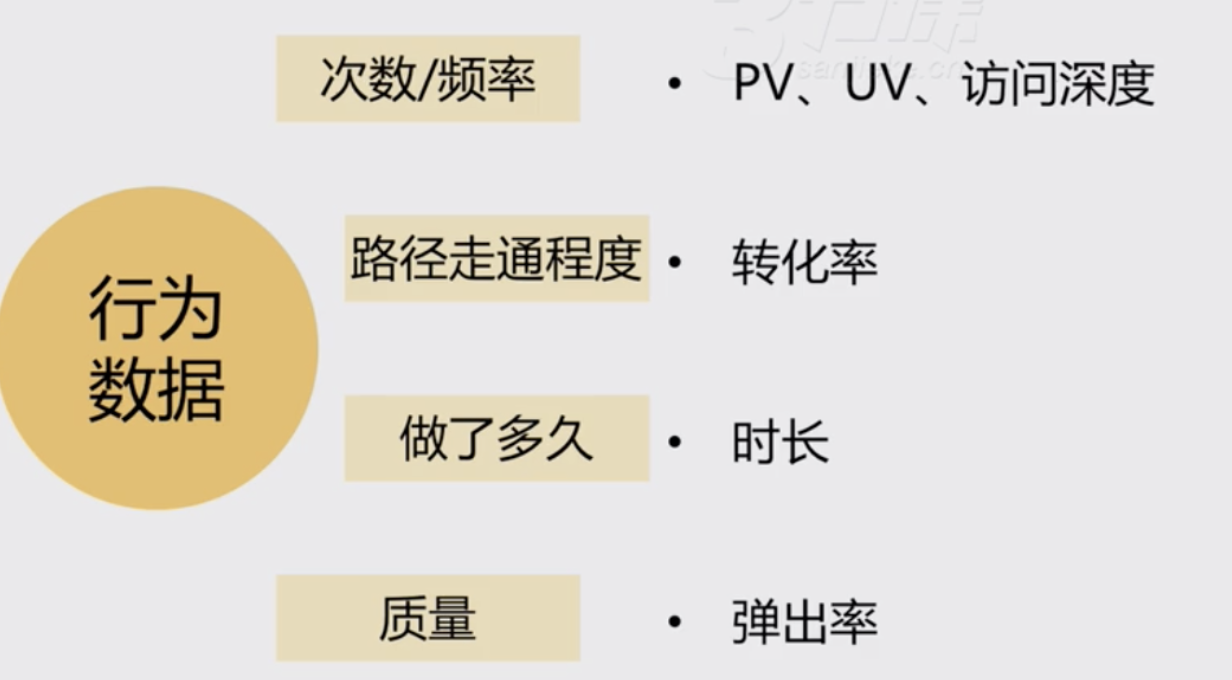 次数/频率
• PV、UV、访问深度
行为
数据
路径走通程度
• 转化率
做了多久
• 时长
质量
• 弹出率